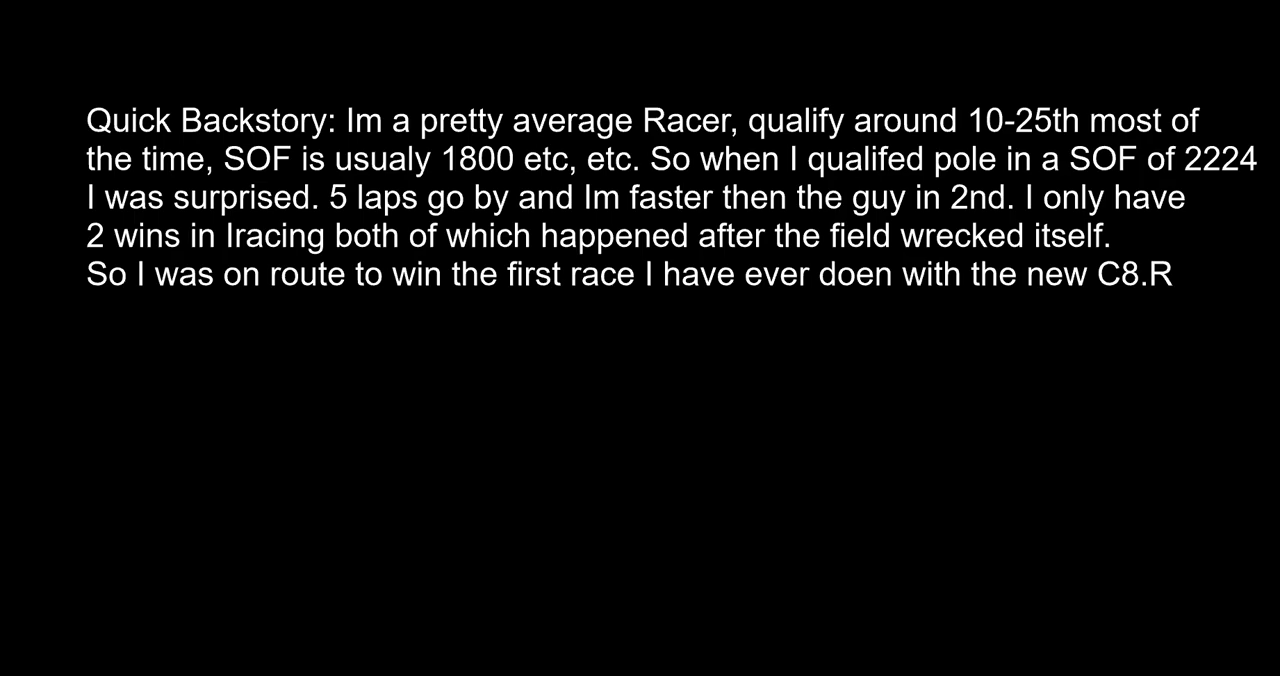 Quick Backstory: Im a pretty average Racer, qualify around 10-25th most of
the time, SOF is usualy 1800 etc, etc. So when I qualifed pole in a SOF of 2224
I was surprised. 5 laps go by and Im faster then the guy in 2nd. I only have
2 wins in Iracing both of which happened after the field wrecked itself.
So I was on route to win the first race I have ever doen with the new C8.R